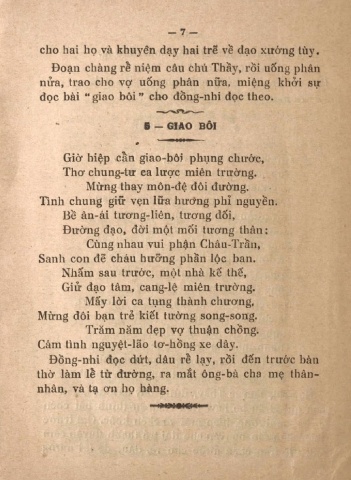 — 7 —
cho hai họ và khuyên dạy hai trẻ về đạo xướng tùy.
Đoạn chàng rể niệm câu chú Thầy, rồi uống phân
nửa, trao cho vợ uống phân nữa, miệng khởi sự
đọc bài "giao bôi" cho đồng-nhi đọc theo.
5 — GIAO BÔI
Giờ hiệp cẩn giao-bôi phụng chước,
Thơ chung-tư ca lược miên trường.
Mừng thay môn-đệ đôi đường.
Tình chung giữ vẹn lửa hương phỉ nguyền.
Bề ân-ái tương-liên, tương đối,
Đường đạo, đời một mối tương thân:
Cùng nhau vui phận Châu-Trần,
Sanh con đẻ cháu hưởng phần lộc ban.
Nhắm sau trước, một nhà kế thế,
Giử đạo tâm, cang-lệ miên trường.
Mấy lời ca tụng thành chương,
Mừng đôi bạn trẻ kiết tường song-song.
Trăm năm đẹp vợ thuận chồng.
Cảm tình nguyệt-lão tơ-hồng xe dây.
Đồng-nhi đọc dứt, dâu rể lạy, rồi đến trước bàn
thờ làm lễ từ đường, ra mắt ông-bà cha mẹ thân-
nhân, và tạ ơn họ hàng.